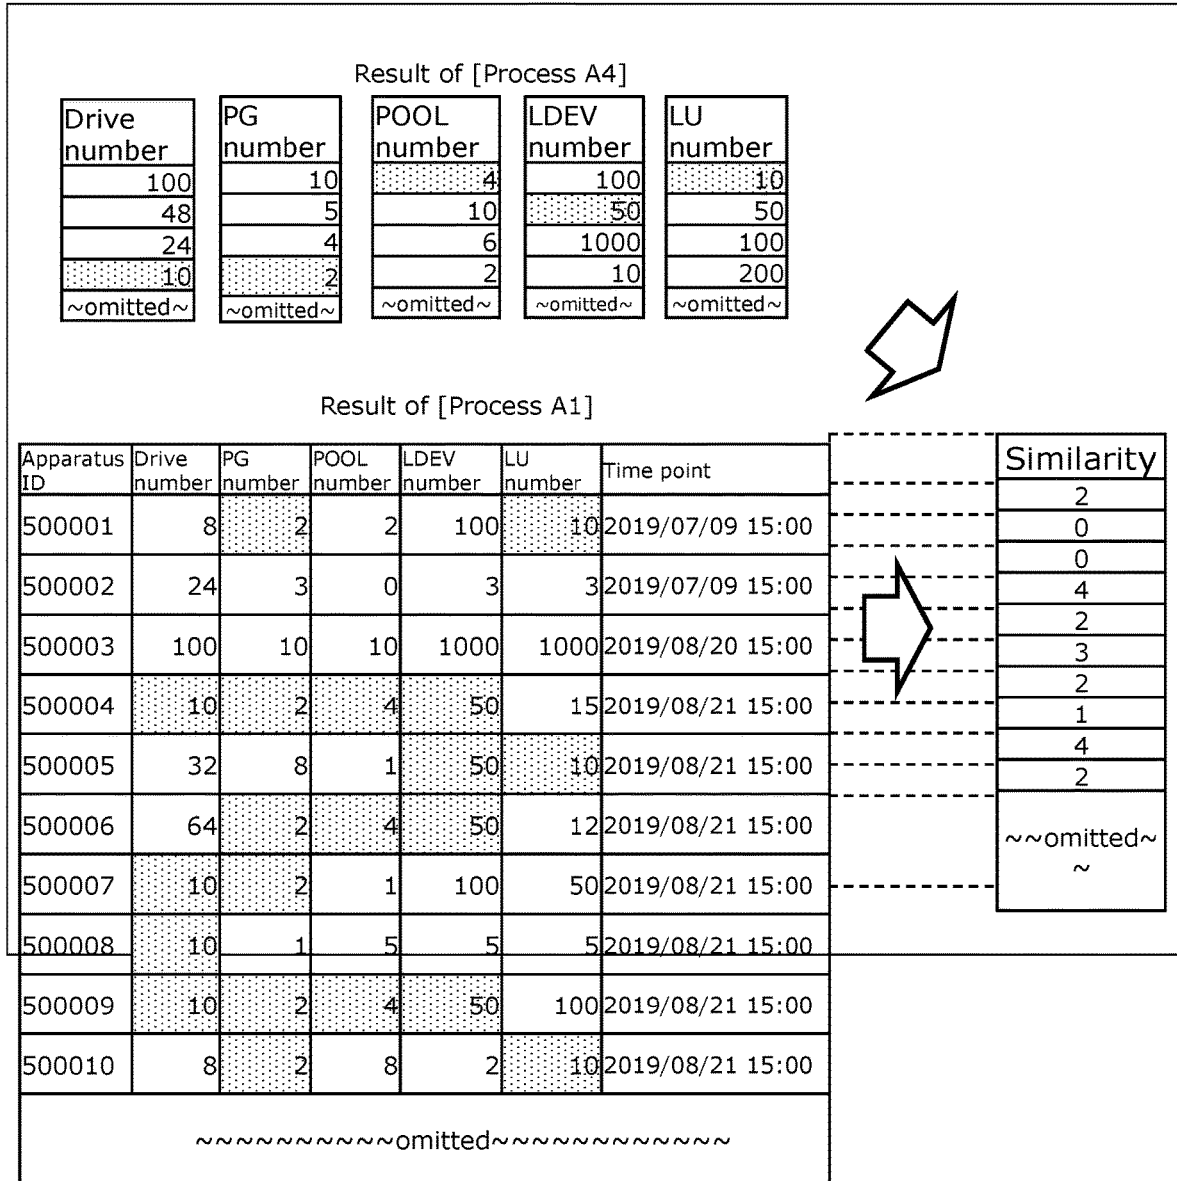 Result of [Process A4]
Drive number PG number POOL number LDEV number LU number
100 10 4 100 10
48 5 10 50 50
24 4 6 1000 100
10 2 2 10 200
~omitted~ ~omitted~ ~omitted~ ~omitted~ ~omitted~
Result of [Process A1]
Apparatus ID Drive number PG number POOL number LDEV number LU number Time point
500001 8 2 2 100 10 2019/07/09 15:00
500002 24 3 0 3 3 2019/07/09 15:00
500003 100 10 10 1000 1000 2019/08/20 15:00
500004 10 2 4 50 15 2019/08/21 15:00
500005 32 8 1 50 10 2019/08/21 15:00
500006 64 2 4 50 12 2019/08/21 15:00
500007 10 2 1 100 50 2019/08/21 15:00
500008 10 1 5 5 5 2019/08/21 15:00
500009 10 2 4 50 100 2019/08/21 15:00
500010 8 2 8 2 10 2019/08/21 15:00
~~~~~~~~~~omitted~~~~~~~~~~~~
Similarity
2
0
0
4
2
3
2
1
4
2
~~omitted~
~